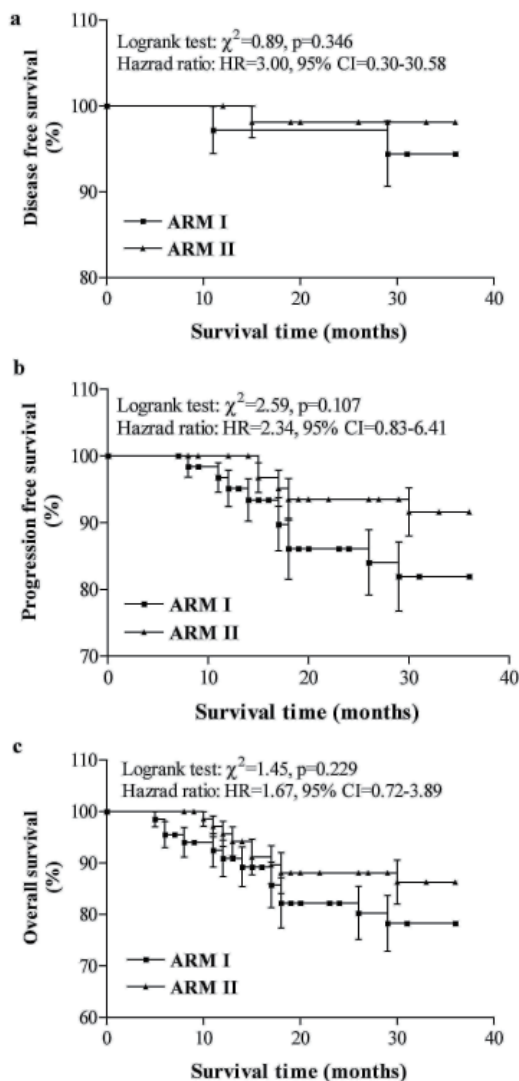 a
110
Logrank test: χ²=0.89, p=0.346
Hazrad ratio: HR=3.00, 95% CI=0.30-30.58
100
90
80
Disease free survival
(%)
ARM I
ARM II
0 10 20 30 40
Survival time (months)
b
110
Logrank test: χ²=2.59, p=0.107
Hazrad ratio: HR=2.34, 95% CI=0.83-6.41
100
90
80
70
Progression free survival
(%)
ARM I
ARM II
0 10 20 30 40
Survival time (months)
c
110
Logrank test: χ²=1.45, p=0.229
Hazrad ratio: HR=1.67, 95% CI=0.72-3.89
100
90
80
70
60
Overall survival
(%)
ARM I
ARM II
0 10 20 30 40
Survival time (months)